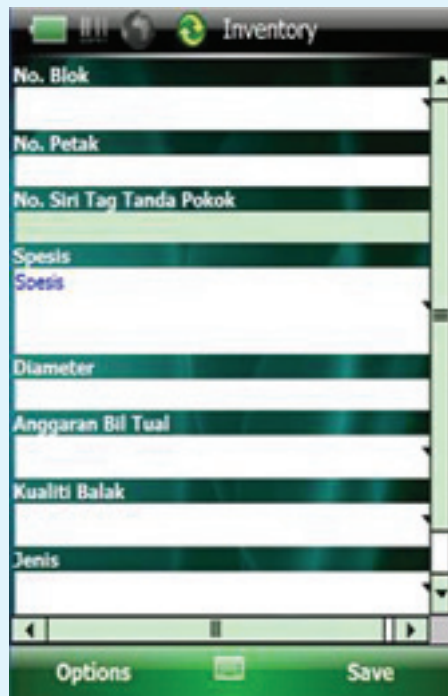 Inventory
No. Blok
No. Petak
No. Siri Tag Tanda Pokok
Spesis
Soesis
Diameter
Anggaran Bil Tual
Kualiti Balak
Jenis
Options
Save